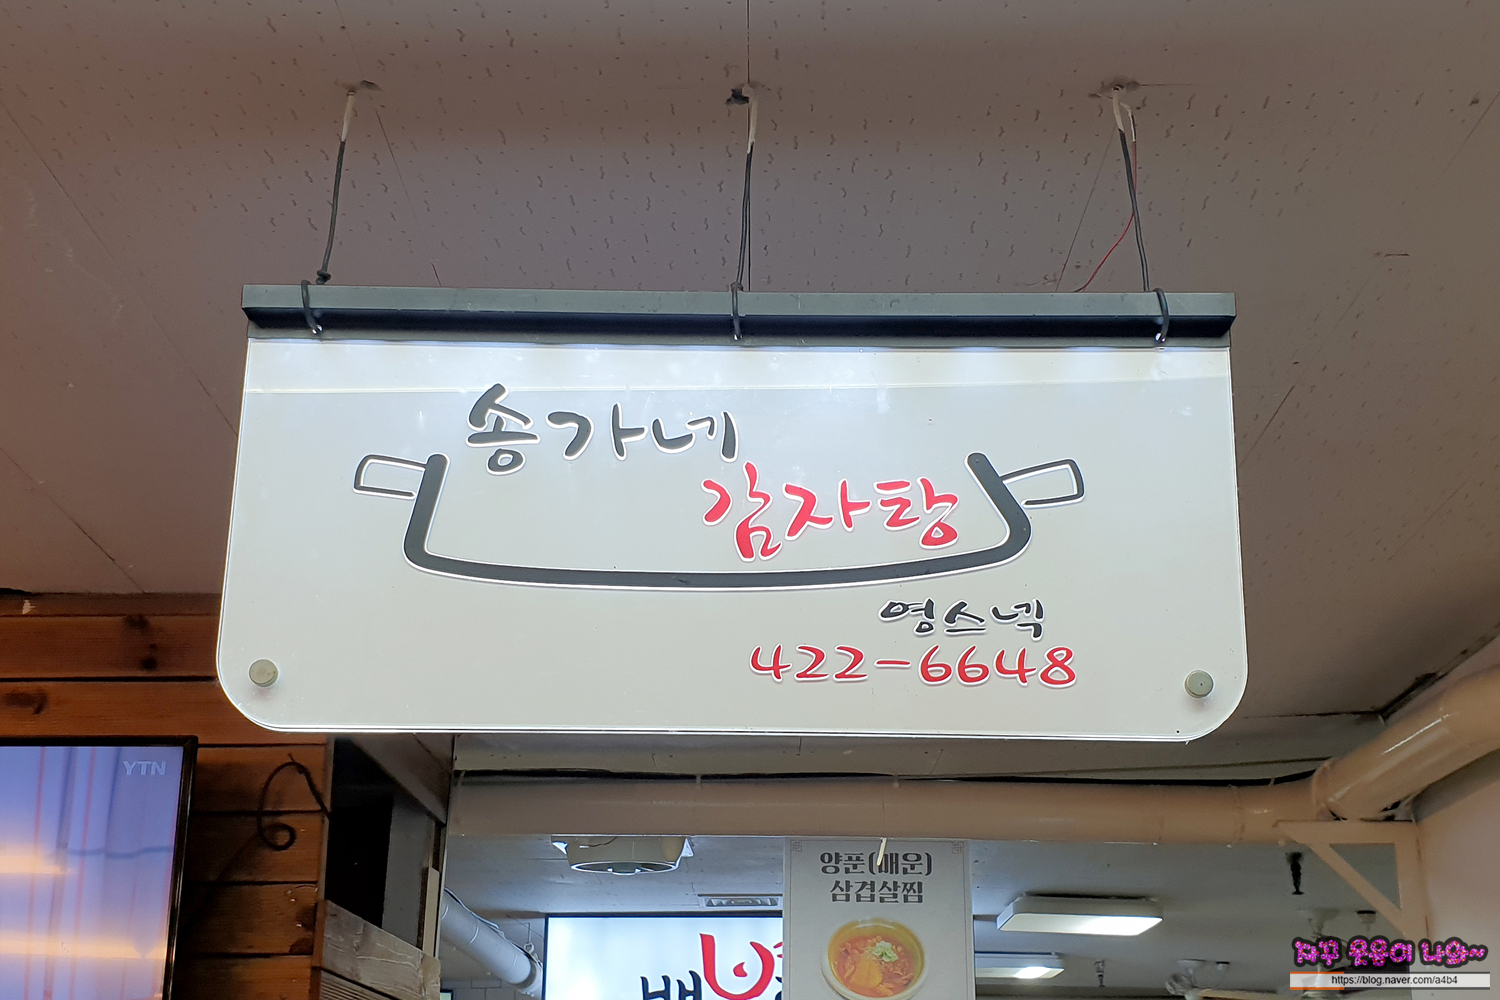 송가네
감자탕
영스넥
422-6648
YTN
양푼(매운)
삼겹살찜
자꾸 웃음이 나와~
https://blog.naver.com/a4b4